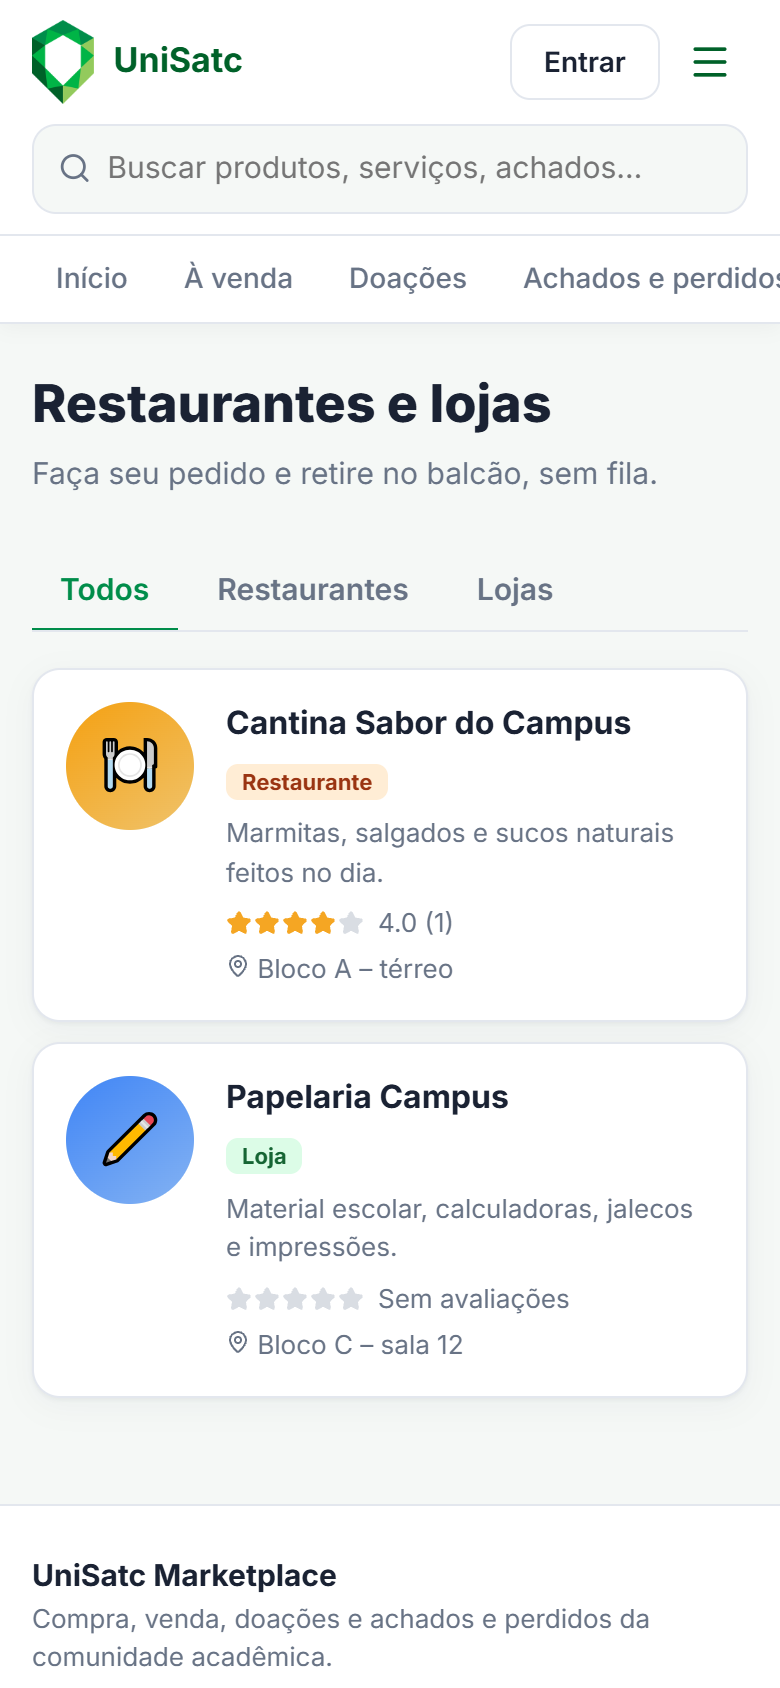 UniSatc
Entrar
Buscar produtos, serviços, achados...
Início À venda Doações Achados e perdidos
Restaurantes e lojas
Faça seu pedido e retire no balcão, sem fila.
Todos Restaurantes Lojas
Cantina Sabor do Campus
Restaurante
Marmitas, salgados e sucos naturais
feitos no dia.
4.0 (1)
Bloco A – térreo
Papelaria Campus
Loja
Material escolar, calculadoras, jalecos
e impressões.
Sem avaliações
Bloco C – sala 12
UniSatc Marketplace
Compra, venda, doações e achados e perdidos da
comunidade acadêmica.